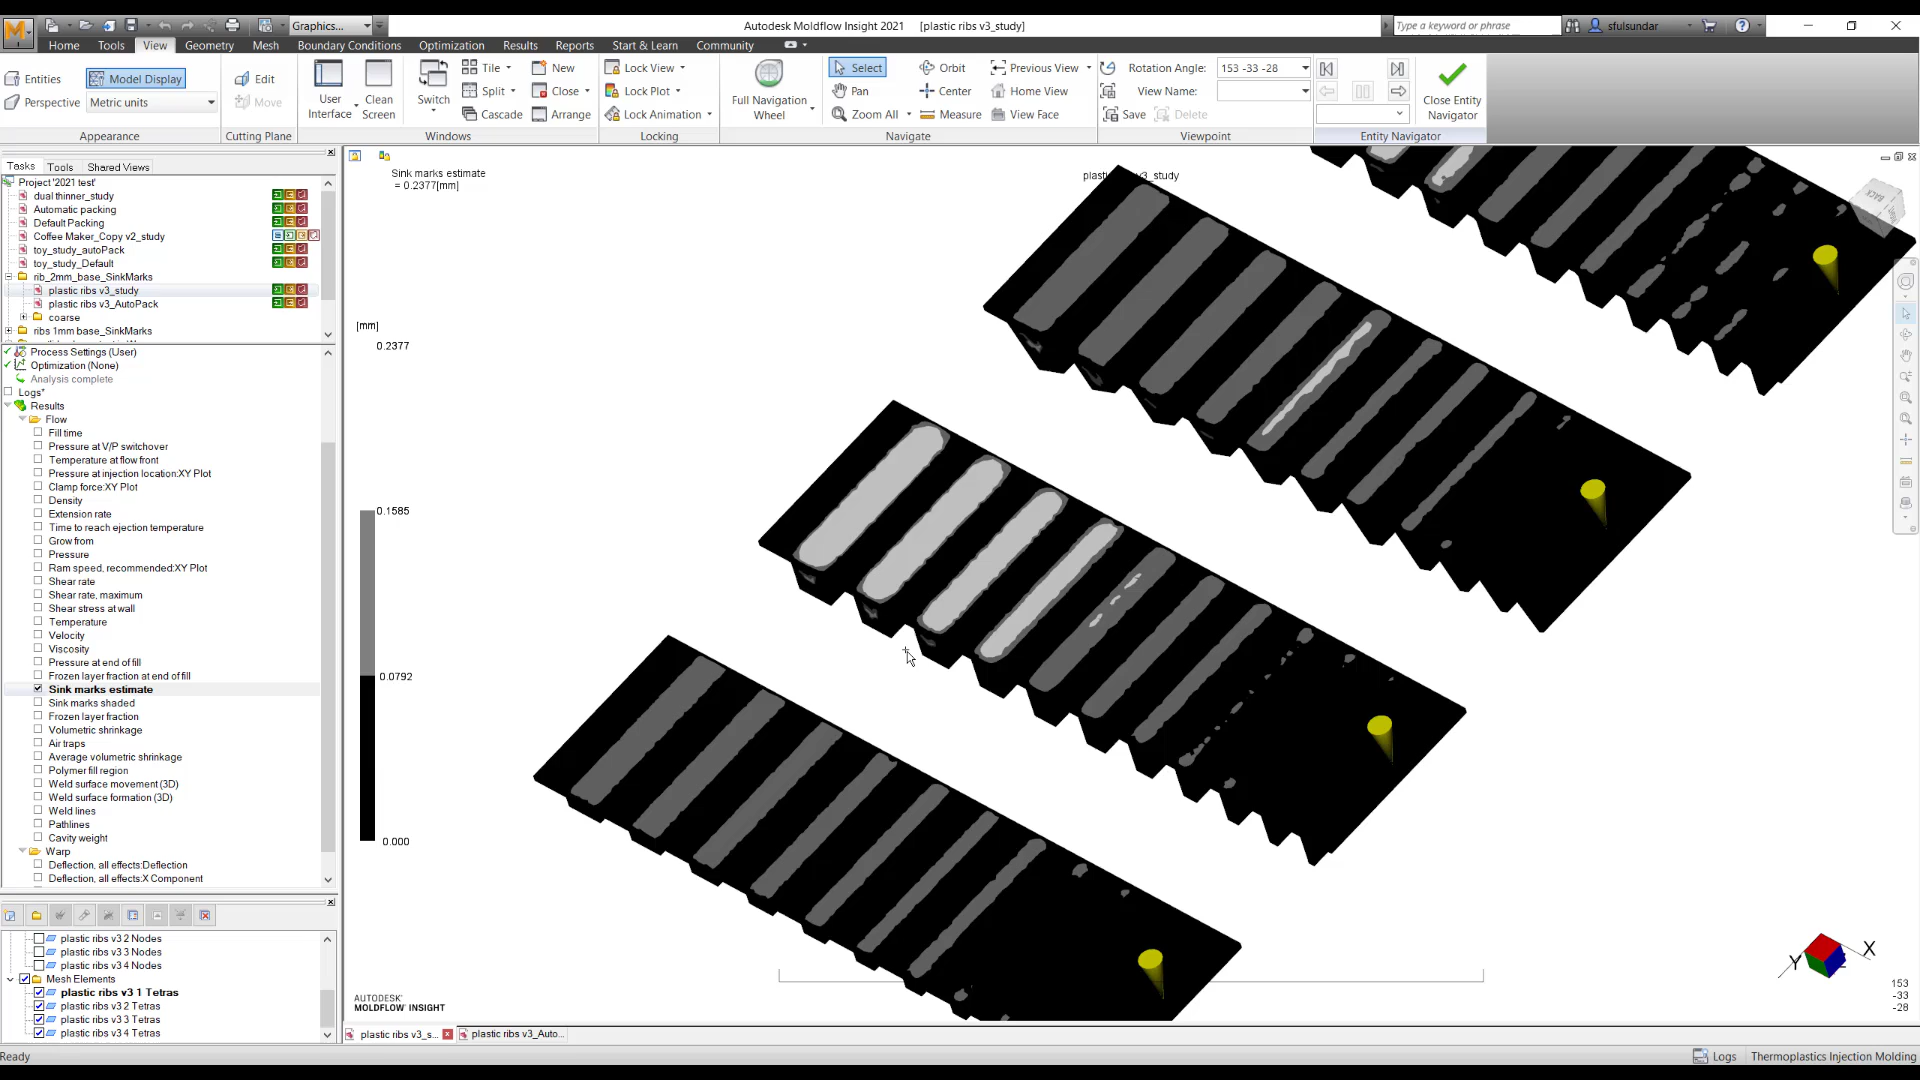 Graphics...
Autodesk Moldflow Insight 2021 [plastic ribs v3_study]
Type a keyword or phrase
sfulsundar
Home
Tools
View
Geometry
Mesh
Boundary Conditions
Optimization
Results
Reports
Start & Learn
Community
Entities
Model Display
Perspective
Metric units
Appearance
Edit
Move
Cutting Plane
User Interface
Clean Screen
Switch
Tile
Split
Cascade
New
Close
Arrange
Windows
Lock View
Lock Plot
Lock Animation
Locking
Full Navigation Wheel
Select
Pan
Zoom All
Orbit
Center
Measure
Previous View
Home View
View Face
Navigate
Rotation Angle: 153 -33 -28
View Name:
Save
Delete
Viewpoint
Close Entity Navigator
Entity Navigator
Tasks
Tools
Shared Views
Project '2021 test'
dual thinner_study
Automatic packing
Default Packing
Coffee Maker_Copy v2_study
toy_study_autoPack
toy_study_Default
rib_2mm_base_SinkMarks
plastic ribs v3_study
plastic ribs v3_AutoPack
coarse
ribs 1mm base_SinkMarks
Process Settings (User)
Optimization (None)
Analysis complete
Logs*
Results
Flow
Fill time
Pressure at V/P switchover
Temperature at flow front
Pressure at injection location:XY Plot
Clamp force:XY Plot
Density
Extension rate
Time to reach ejection temperature
Grow from
Pressure
Ram speed, recommended:XY Plot
Shear rate
Shear rate, maximum
Shear stress at wall
Temperature
Velocity
Viscosity
Pressure at end of fill
Frozen layer fraction at end of fill
Sink marks estimate
Sink marks shaded
Frozen layer fraction
Volumetric shrinkage
Air traps
Average volumetric shrinkage
Polymer fill region
Weld surface movement (3D)
Weld surface formation (3D)
Weld lines
Pathlines
Cavity weight
Warp
Deflection, all effects:Deflection
Deflection, all effects:X Component
plastic ribs v3 2 Nodes
plastic ribs v3 3 Nodes
plastic ribs v3 4 Nodes
Mesh Elements
plastic ribs v3 1 Tetras
plastic ribs v3 2 Tetras
plastic ribs v3 3 Tetras
plastic ribs v3 4 Tetras
Sink marks estimate
= 0.2377[mm]
[mm]
0.2377
0.1585
0.0792
0.000
BACK
X
Y
153
-33
-28
AUTODESK'
MOLDFLOW INSIGHT
plastic ribs v3_s...
plastic ribs v3_Auto...
Ready
Logs
Thermoplastics Injection Molding